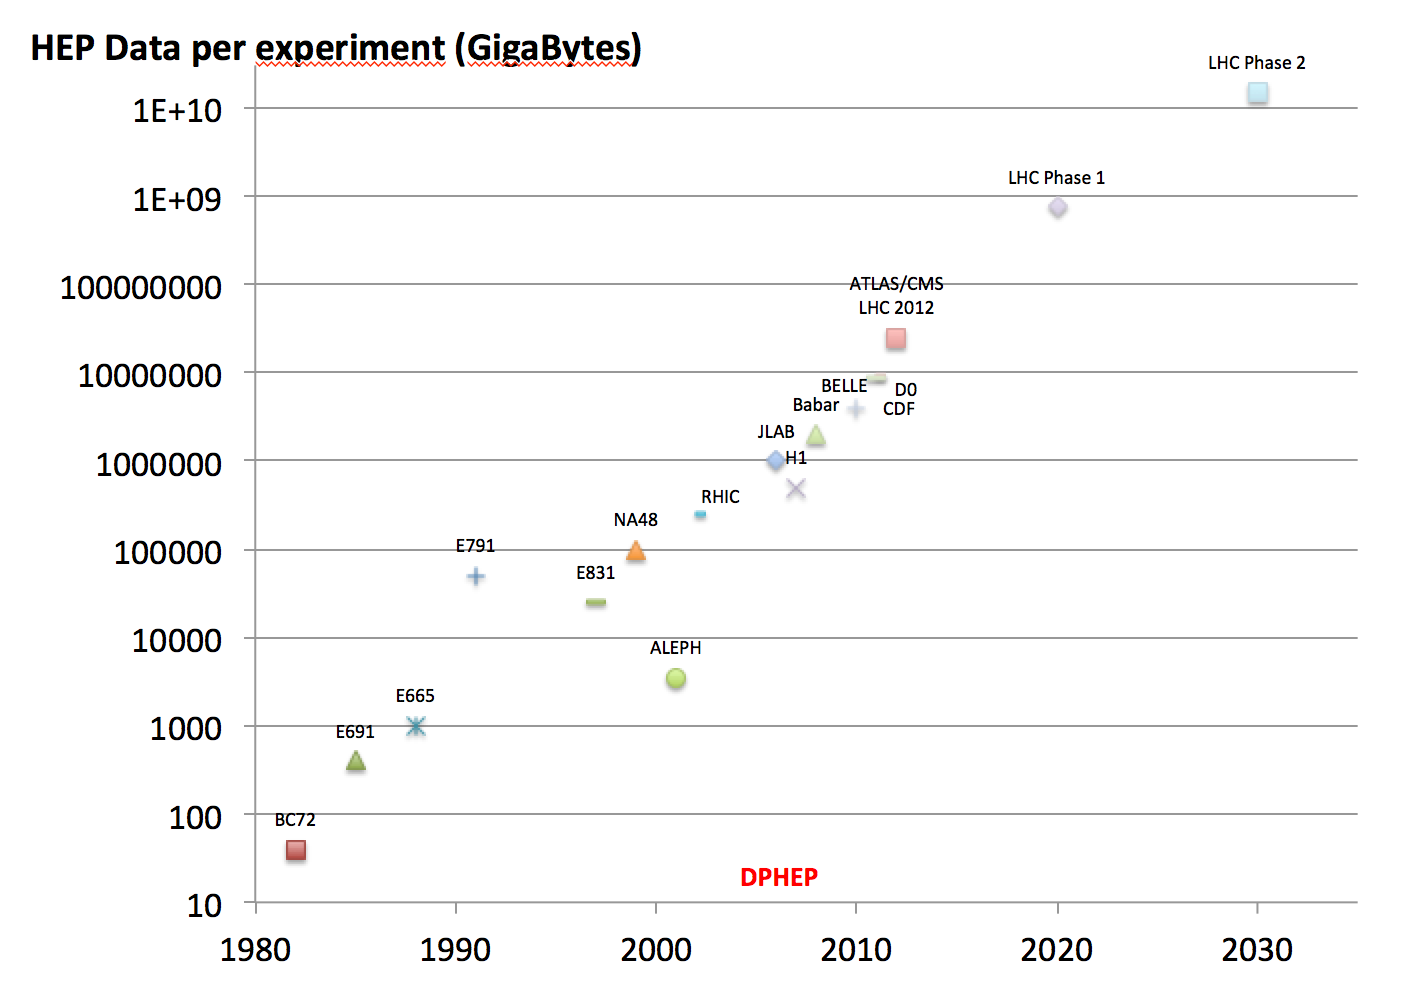 HEP Data per experiment (GigaBytes)
LHC Phase 2
1E+10
LHC Phase 1
1E+09
ATLAS/CMS
LHC 2012
100000000
10000000
BELLE
D0
Babar
CDF
JLAB
H1
1000000
RHIC
NA48
E791
100000
E831
10000
ALEPH
E665
E691
1000
BC72
100
DPHEP
10
1980 1990 2000 2010 2020 2030